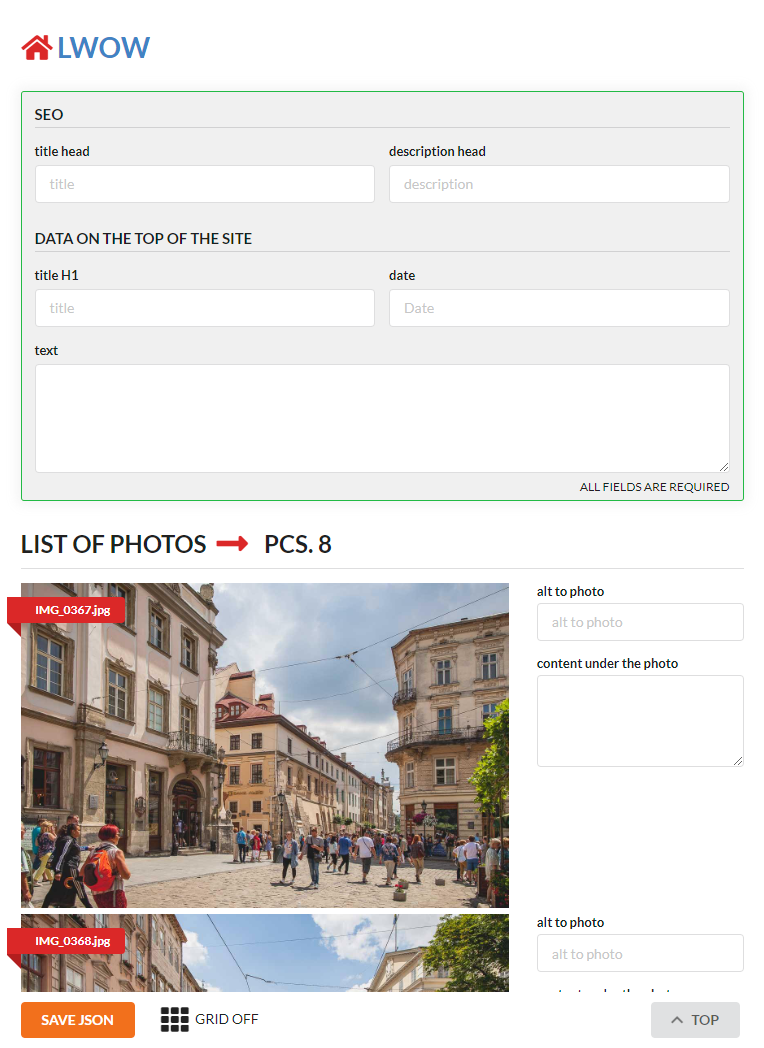 LWOW
SEO
title head
description head
title
description
DATA ON THE TOP OF THE SITE
title H1
date
title
Date
text
ALL FIELDS ARE REQUIRED
LIST OF PHOTOS
PCS. 8
IMG_0367.jpg
alt to photo
alt to photo
content under the photo
IMG_0368.jpg
alt to photo
alt to photo
SAVE JSON
GRID OFF
TOP